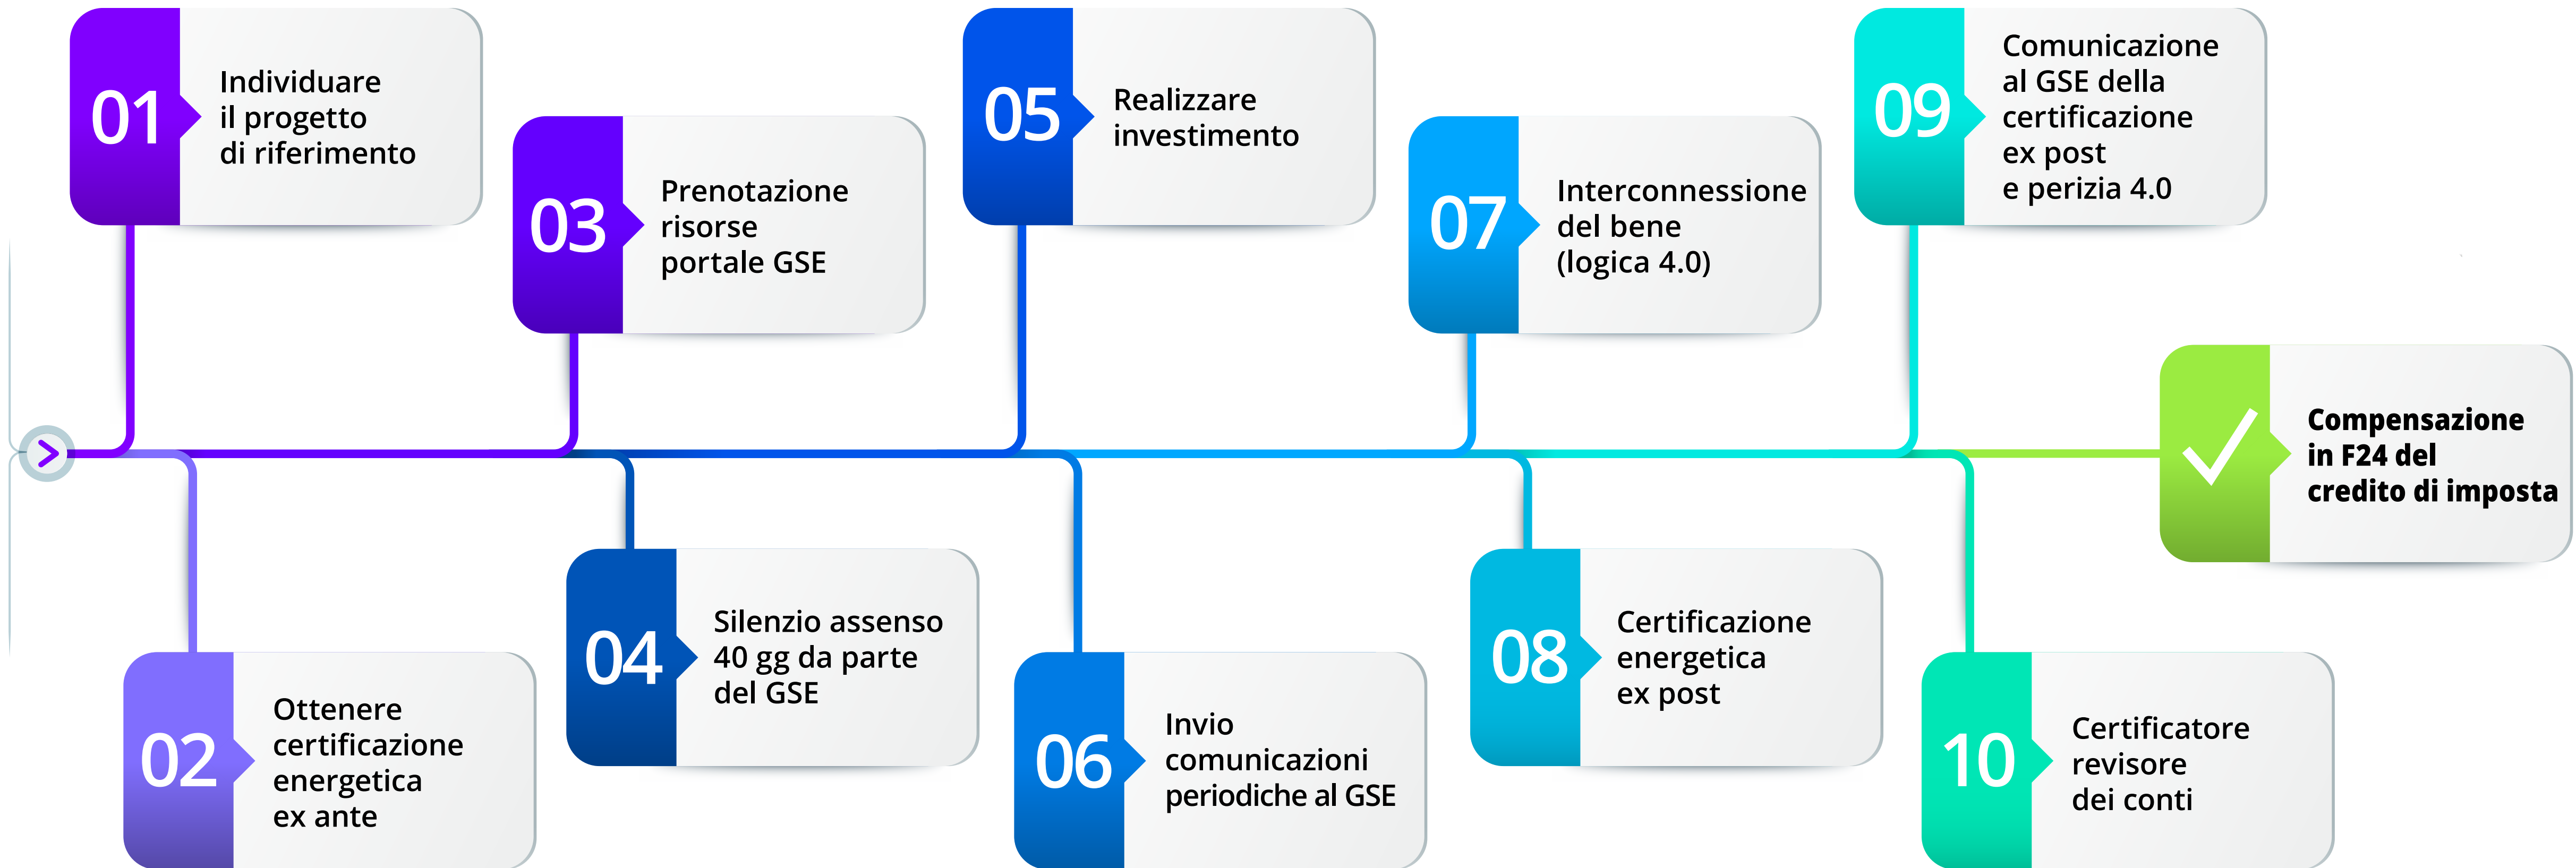 01
Individuare
il progetto
di riferimento
02
Ottenere
certificazione
energetica
ex ante
03
Prenotazione
risorse
portale GSE
04
Silenzio assenso
40 gg da parte
del GSE
05
Realizzare
investimento
06
Invio
comunicazioni
periodiche al GSE
07
Interconnessione
del bene
(logica 4.0)
08
Certificazione
energetica
ex post
09
Comunicazione
al GSE della
certificazione
ex post
e perizia 4.0
10
Certificatore
revisore
dei conti
Compensazione
in F24 del
credito di imposta